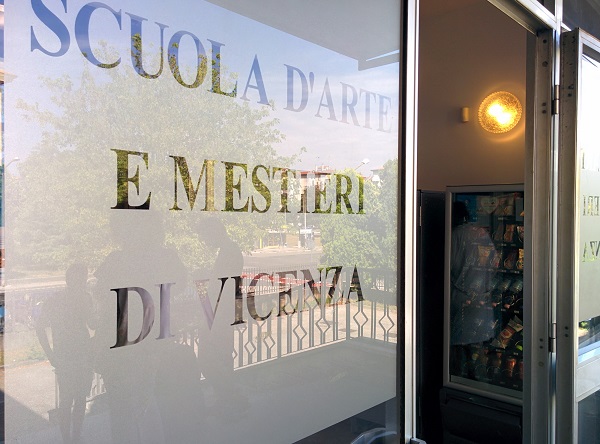 SCUOLA D'ARTE
E MESTIERI
DI VICENZA